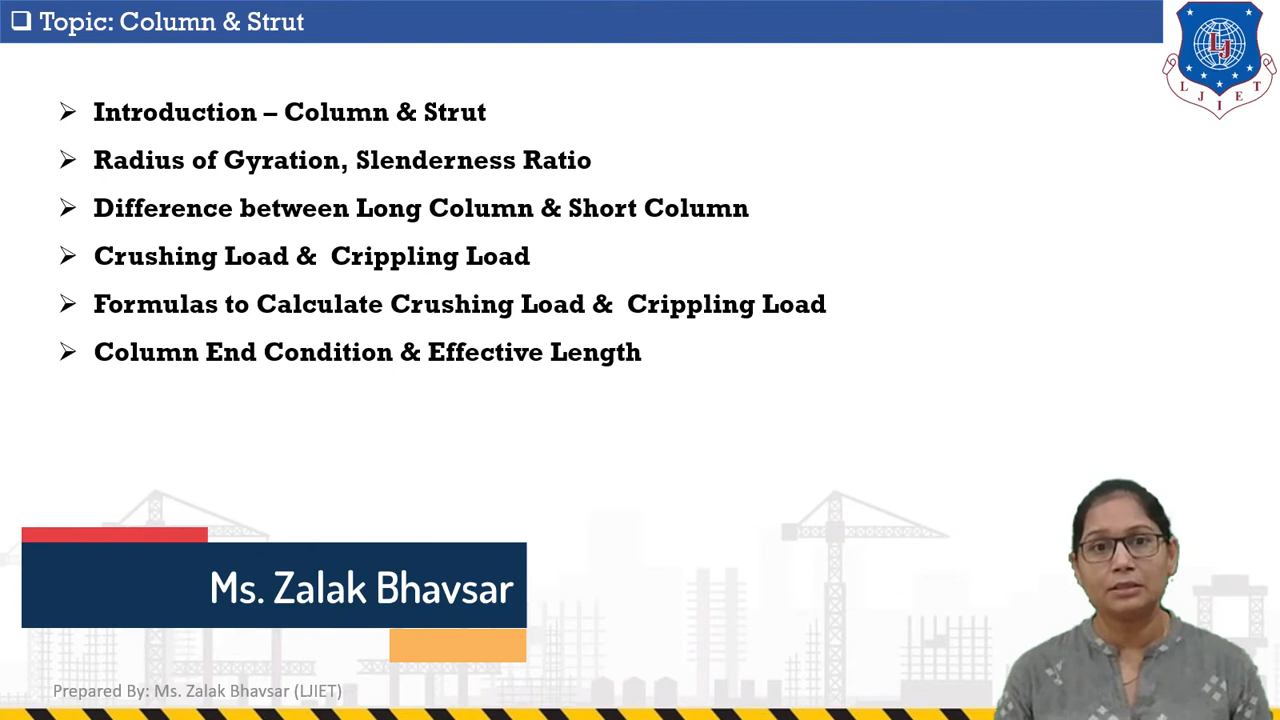 ❑ Topic: Column & Strut
LJ
L J I E T
➢ Introduction – Column & Strut
➢ Radius of Gyration, Slenderness Ratio
➢ Difference between Long Column & Short Column
➢ Crushing Load &  Crippling Load
➢ Formulas to Calculate Crushing Load &  Crippling Load
➢ Column End Condition & Effective Length
Ms. Zalak Bhavsar
Prepared By: Ms. Zalak Bhavsar (LJIET)